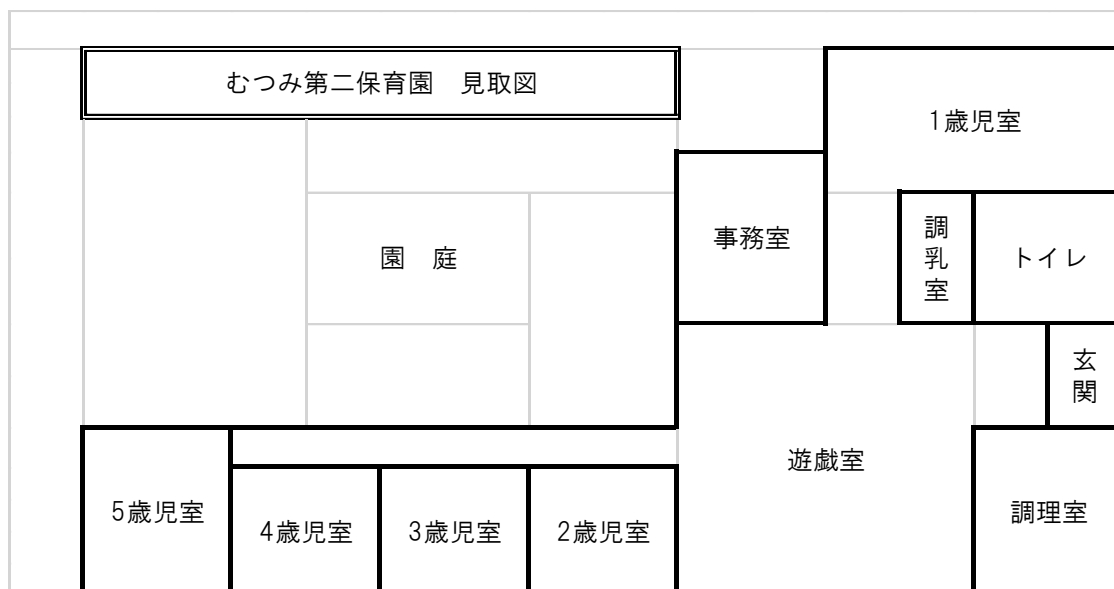 むつみ第二保育園　見取図
1歳児室
事務室
調乳室
トイレ
園　庭
玄関
遊戯室
5歳児室
4歳児室
3歳児室
2歳児室
調理室